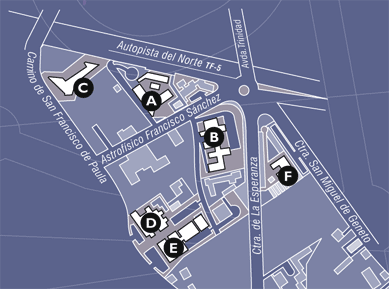 Autopista del Norte TF-5
Avda.Trinidad
Camino de San Francisco de Paula
Astrofísico Francisco Sánchez
Ctra. de La Esperanza
Ctra. San Miguel de Geneto
C
A
B
F
D
E